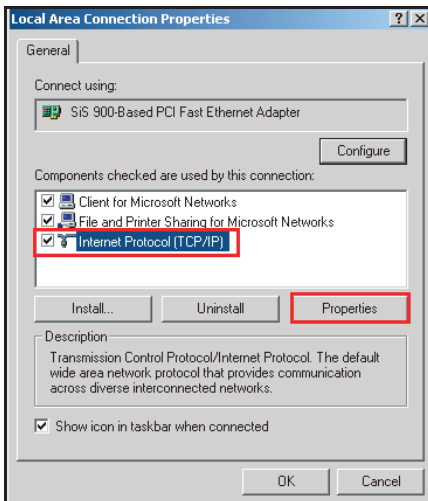 Local Area Connection Properties
General
Connect using:
SiS 900-Based PCI Fast Ethernet Adapter
Configure
Components checked are used by this connection:
Client for Microsoft Networks
File and Printer Sharing for Microsoft Networks
Internet Protocol (TCP/IP)
Install... Uninstall Properties
Description
Transmission Control Protocol/Internet Protocol. The default
wide area network protocol that provides communication
across diverse interconnected networks.
Show icon in taskbar when connected
OK Cancel